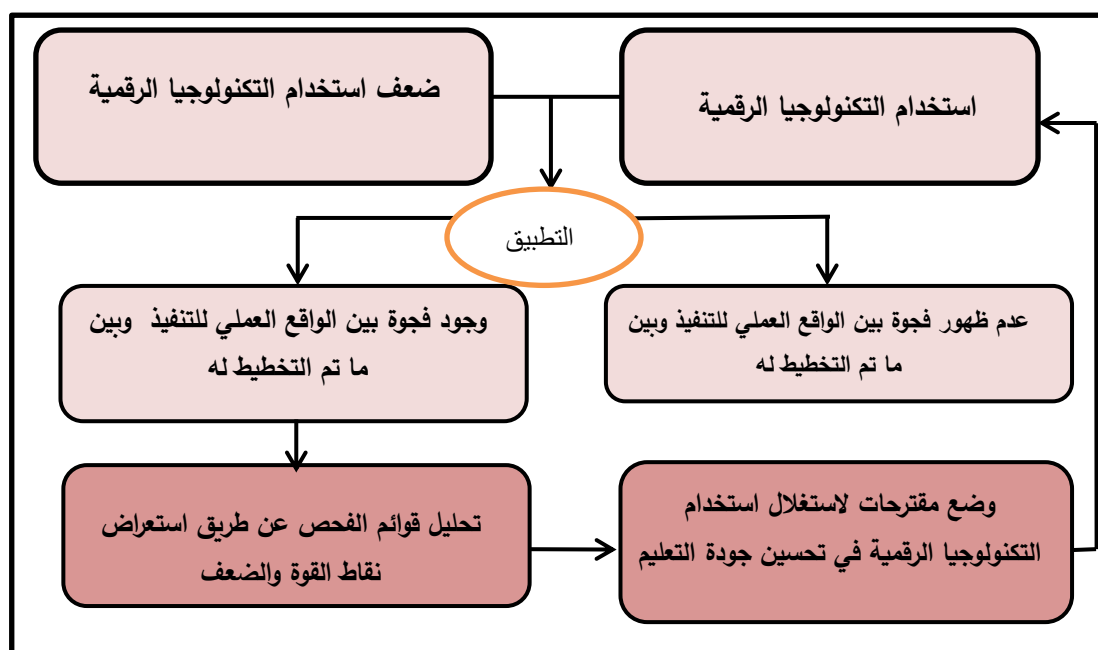 استخدام التكنولوجيا الرقمية
ضعف استخدام التكنولوجيا الرقمية
التطبيق
عدم ظهور فجوة بين الواقع العملي للتنفيذ وبين
ما تم التخطيط له
وجود فجوة بين الواقع العملي للتنفيذ وبين
ما تم التخطيط له
تحليل قوائم الفحص عن طريق استعراض
نقاط القوة والضعف
وضع مقترحات لاستغلال استخدام
التكنولوجيا الرقمية في تحسين جودة التعليم